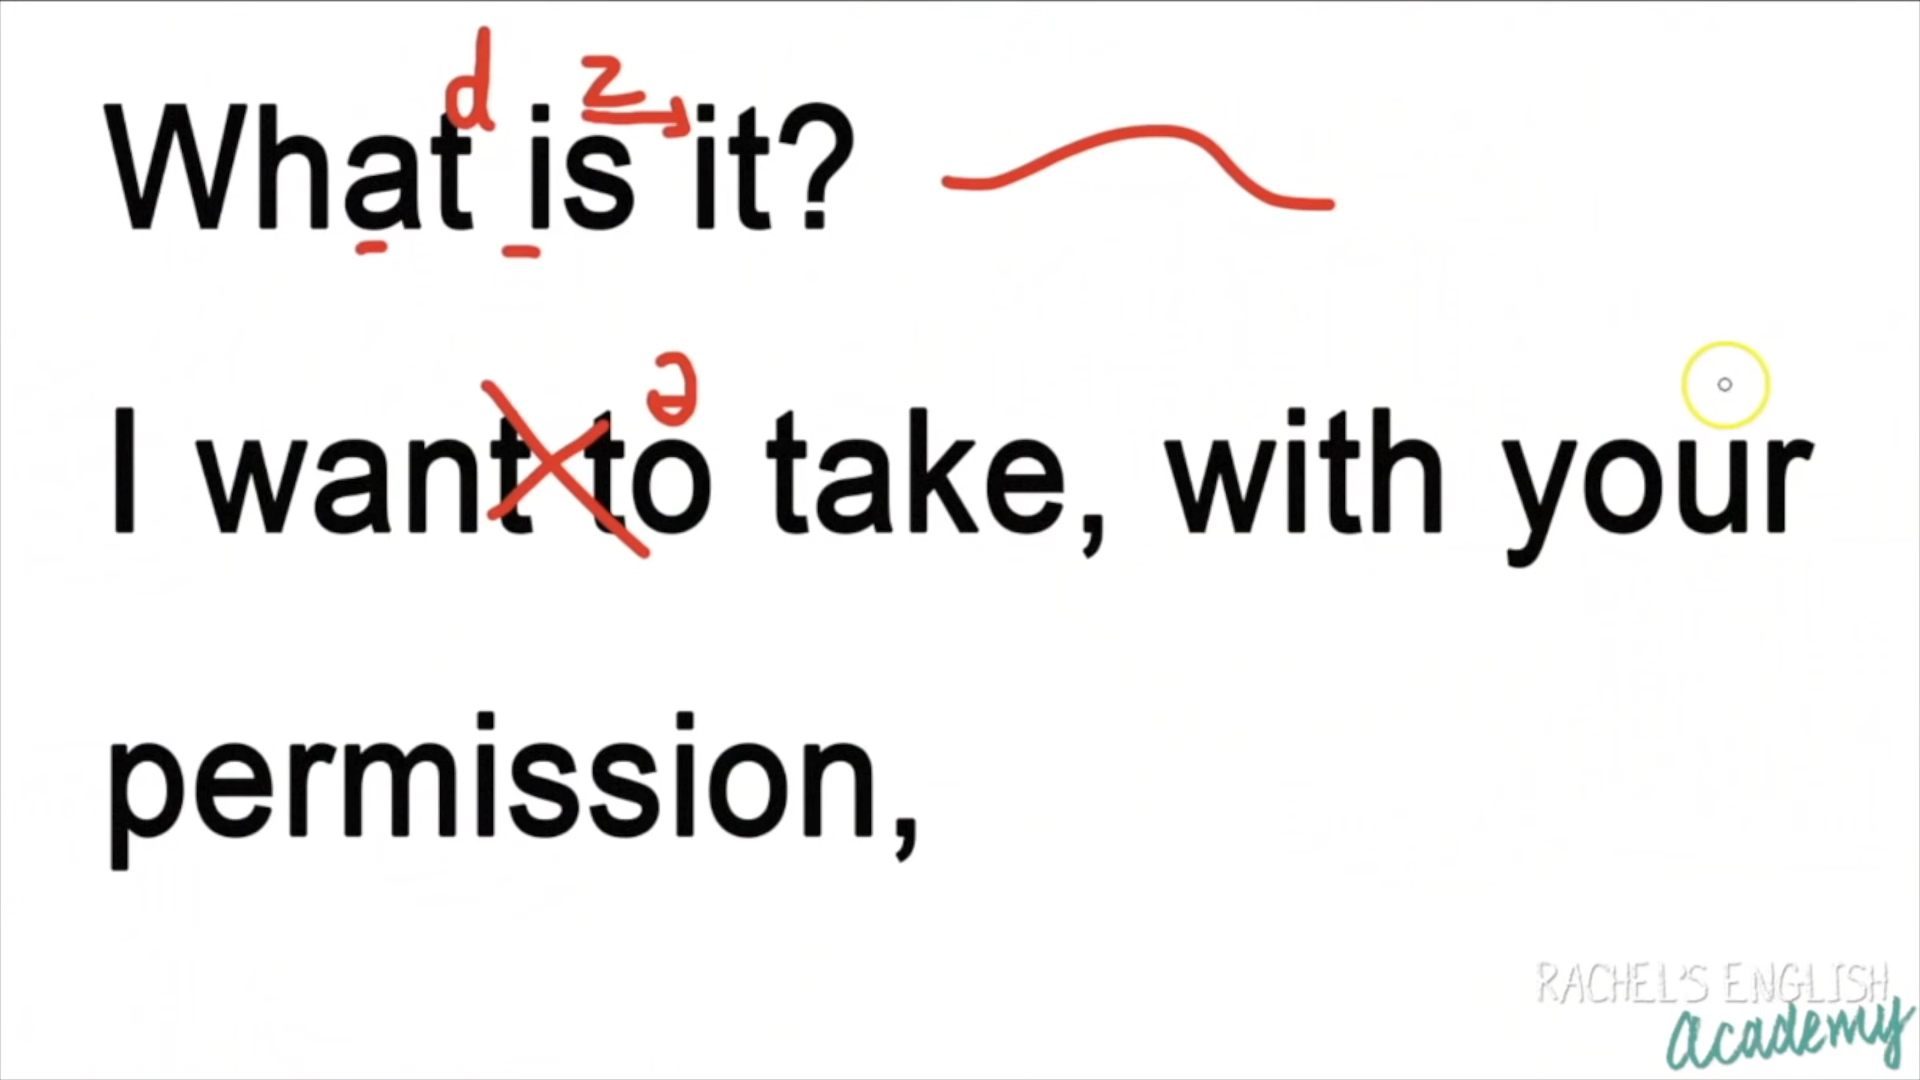 d z
What is it?
ə
I want to take, with your
permission,
RACHEL'S ENGLISH
academy